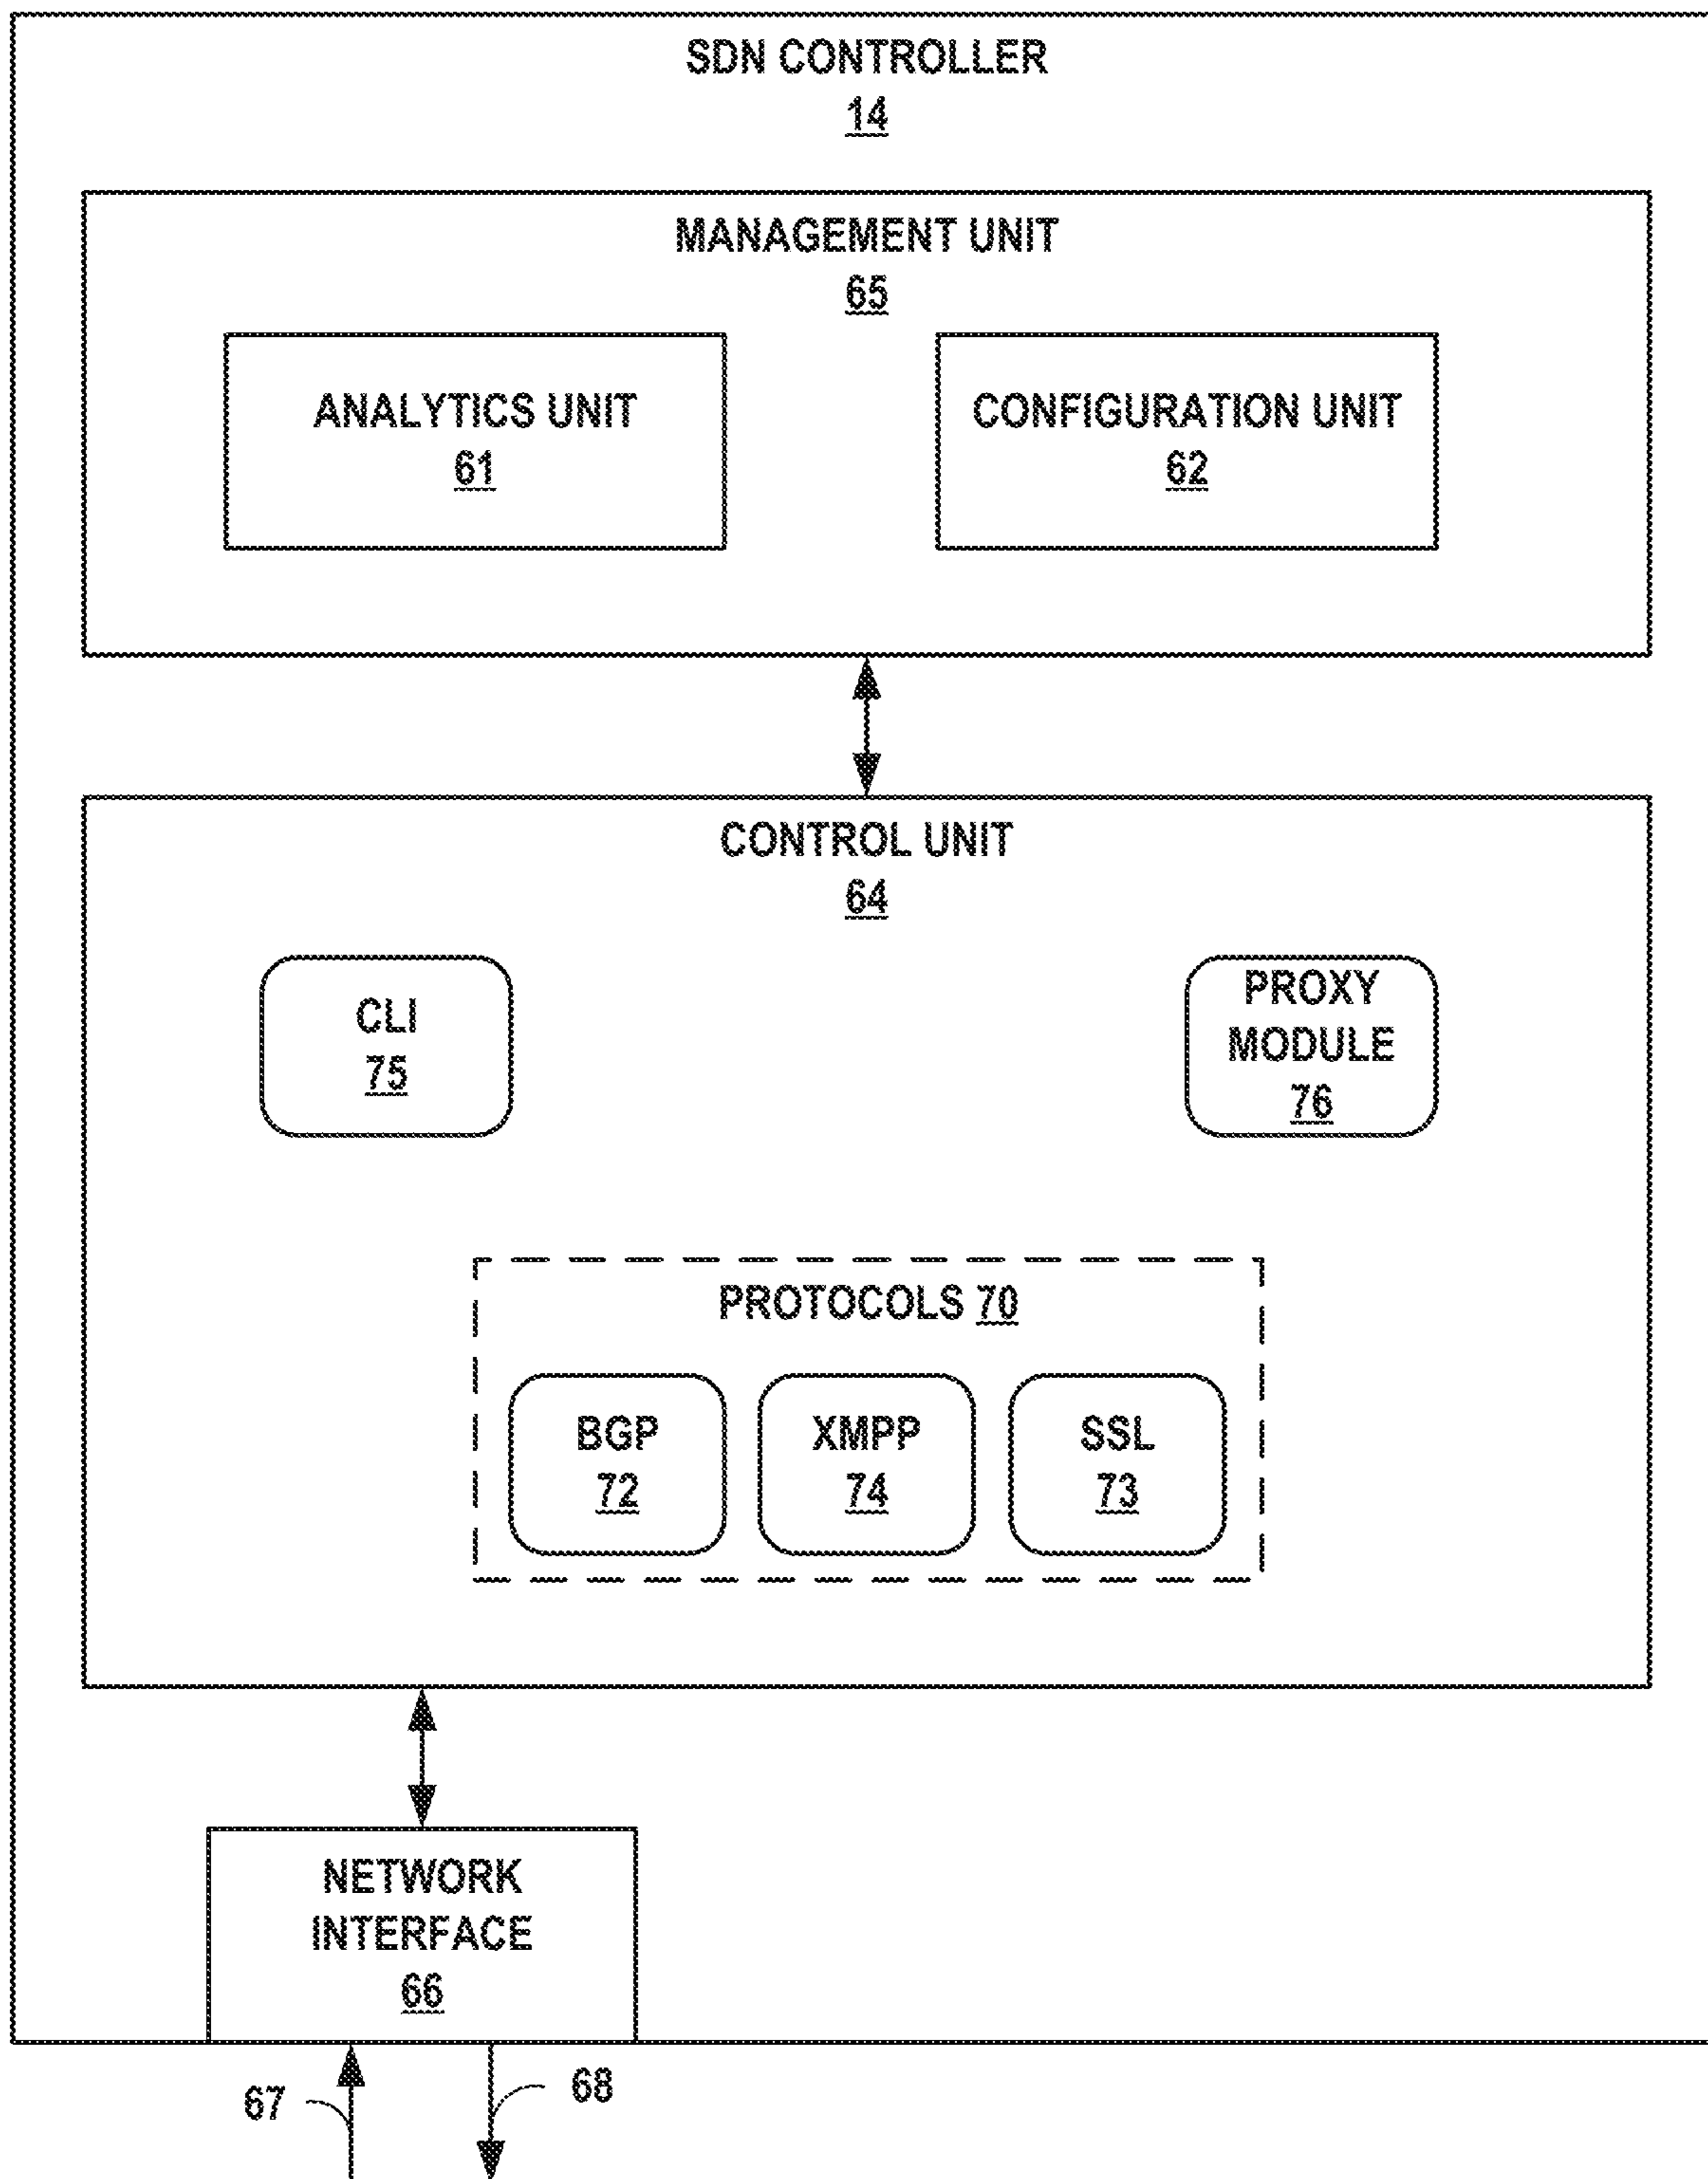 SDN CONTROLLER
14
MANAGEMENT UNIT
65
ANALYTICS UNIT
61
CONFIGURATION UNIT
62
CONTROL UNIT
64
CLI
75
PROXY
MODULE
76
PROTOCOLS 70
BGP
72
XMPP
74
SSL
73
NETWORK
INTERFACE
66
67
68